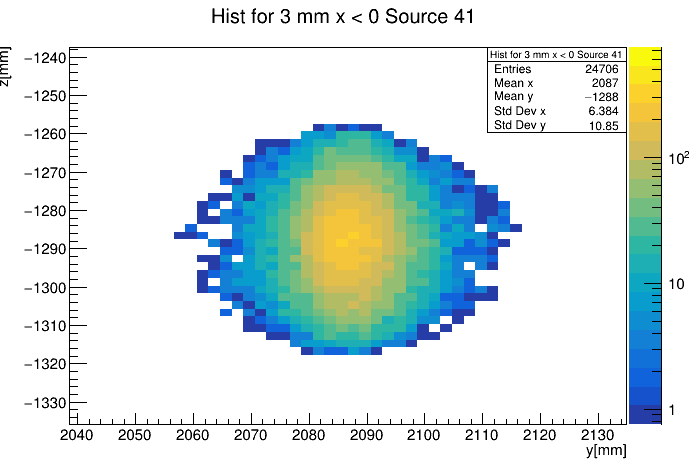 Hist for 3 mm x < 0 Source 41
z[mm]
Hist for 3 mm x < 0 Source 41
Entries 24706
Mean x 2087
Mean y −1288
Std Dev x 6.384
Std Dev y 10.85
−1240
−1250
−1260
−1270
−1280
−1290
−1300
−1310
−1320
−1330
2040 2050 2060 2070 2080 2090 2100 2110 2120 2130
y[mm]
10²
10
1